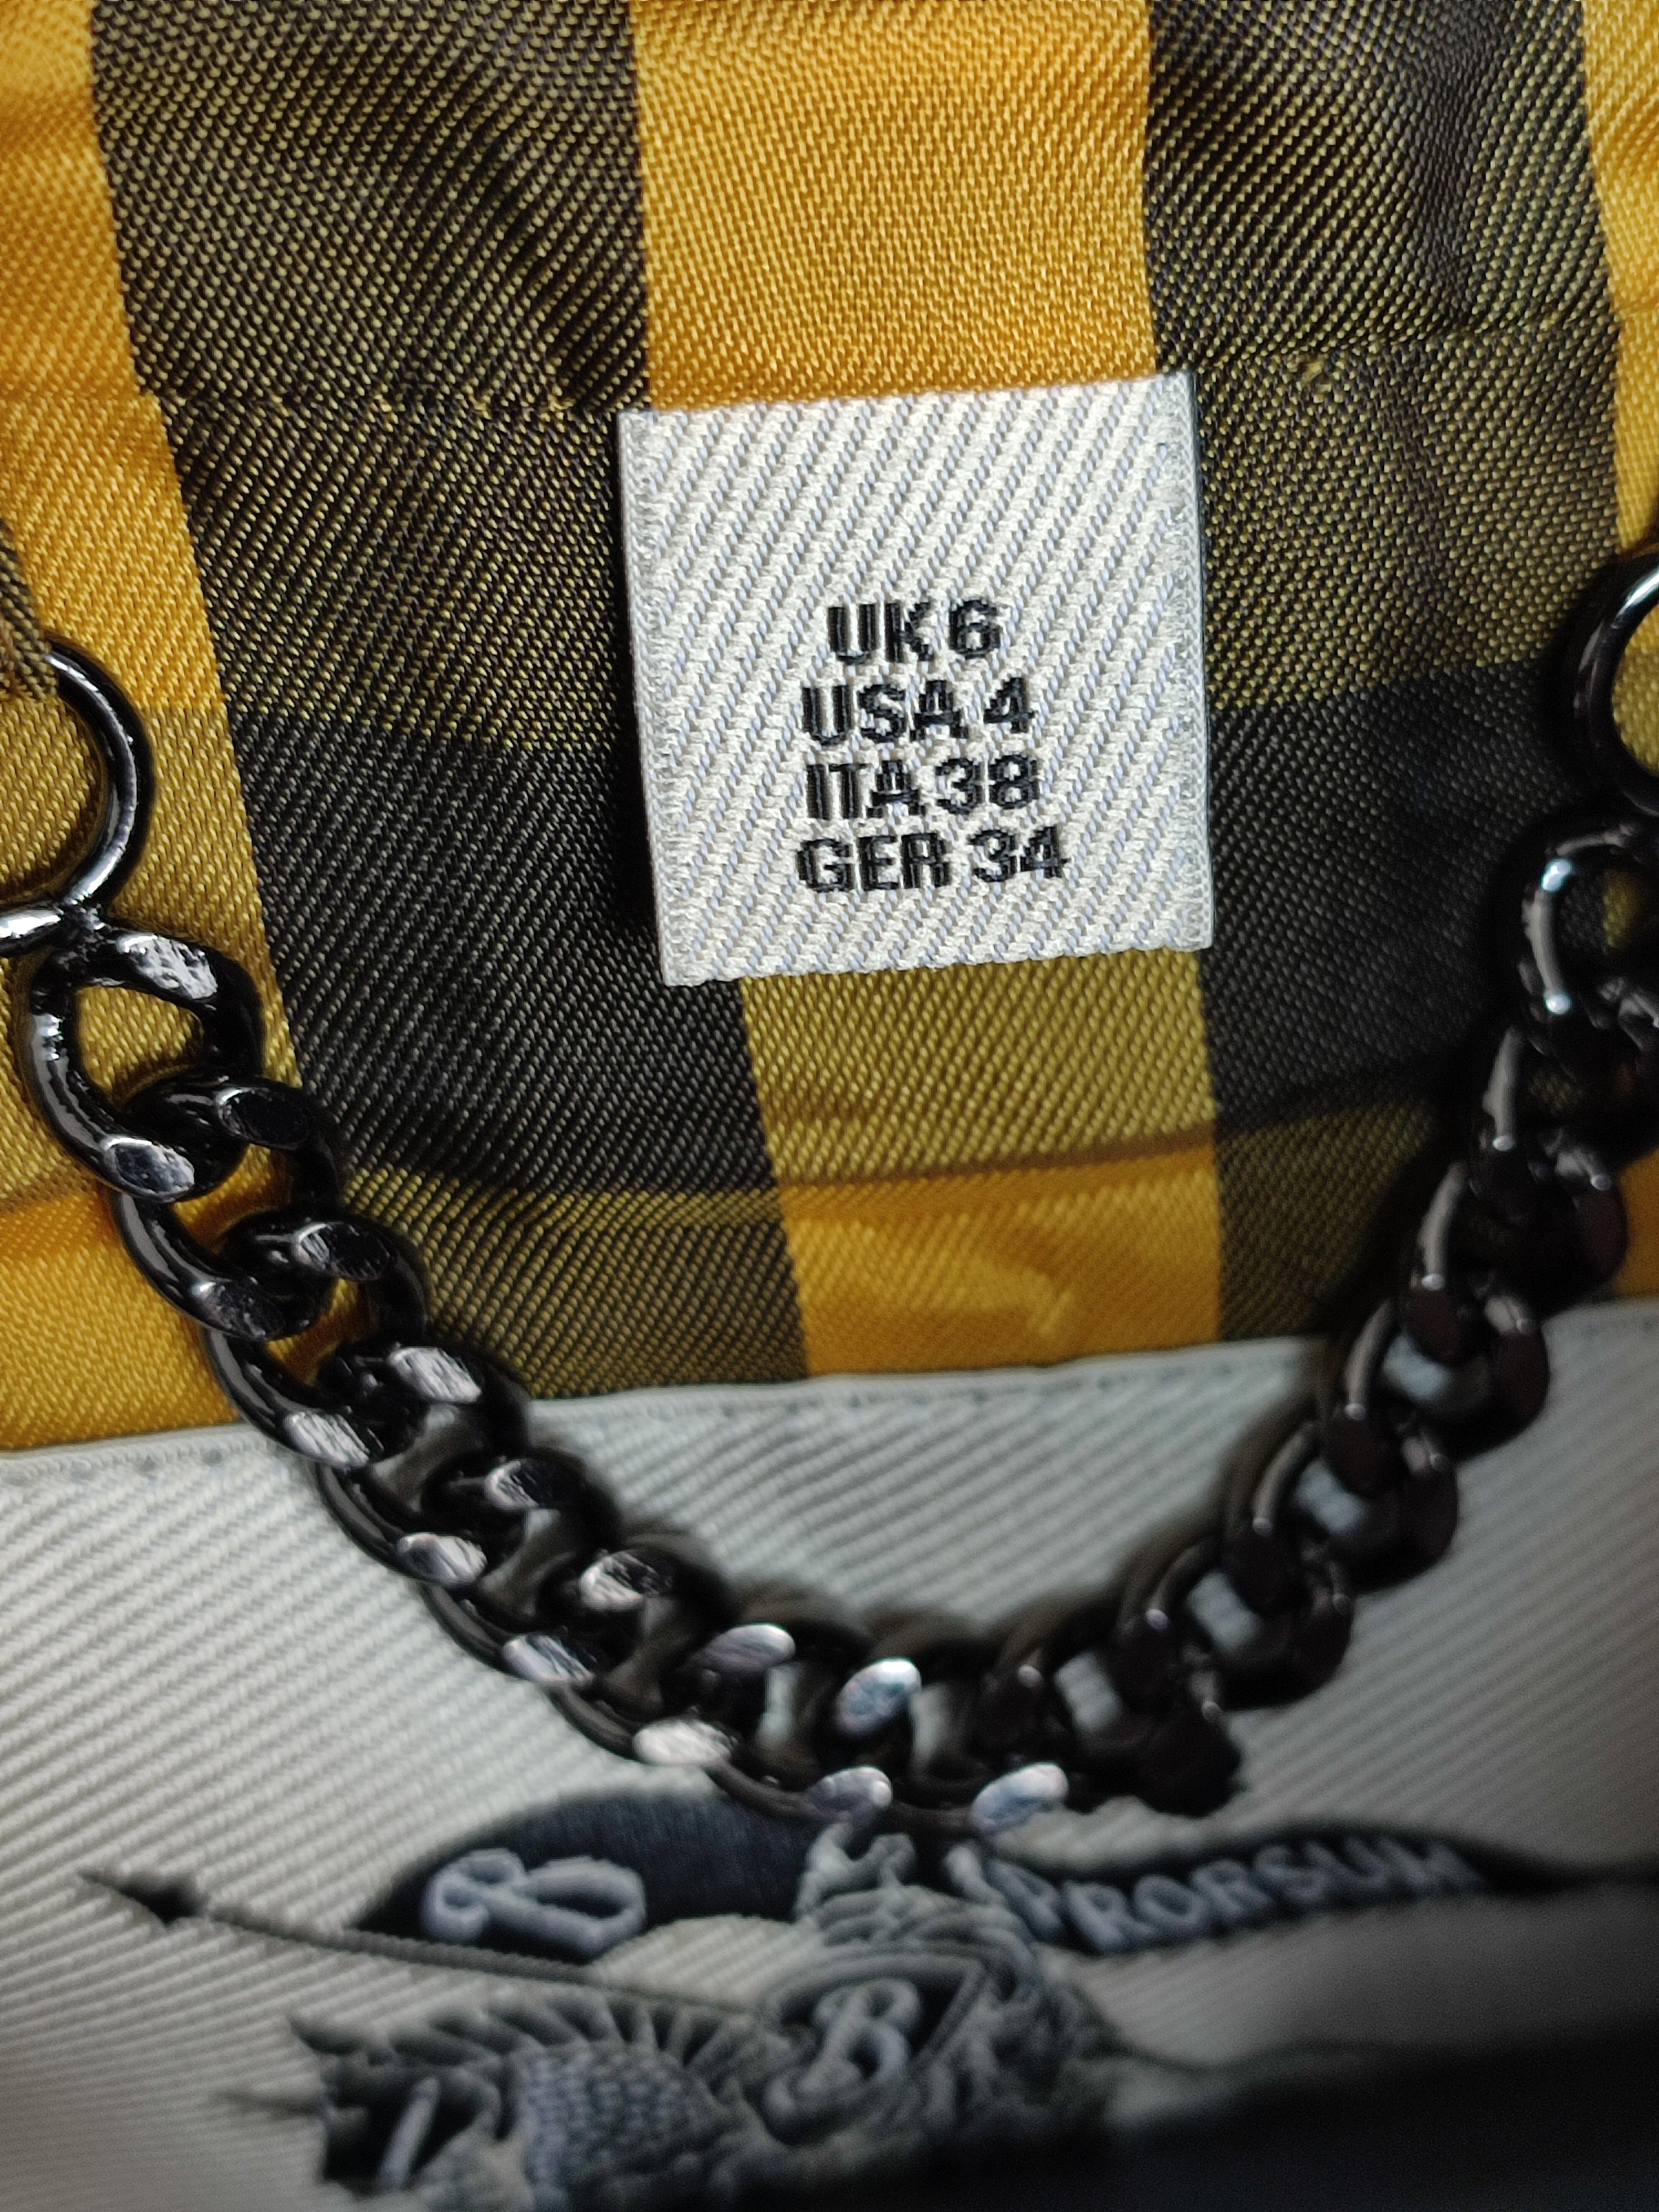 UK 6
USA 4
ITA 38
GER 34
B PRORSUM
B